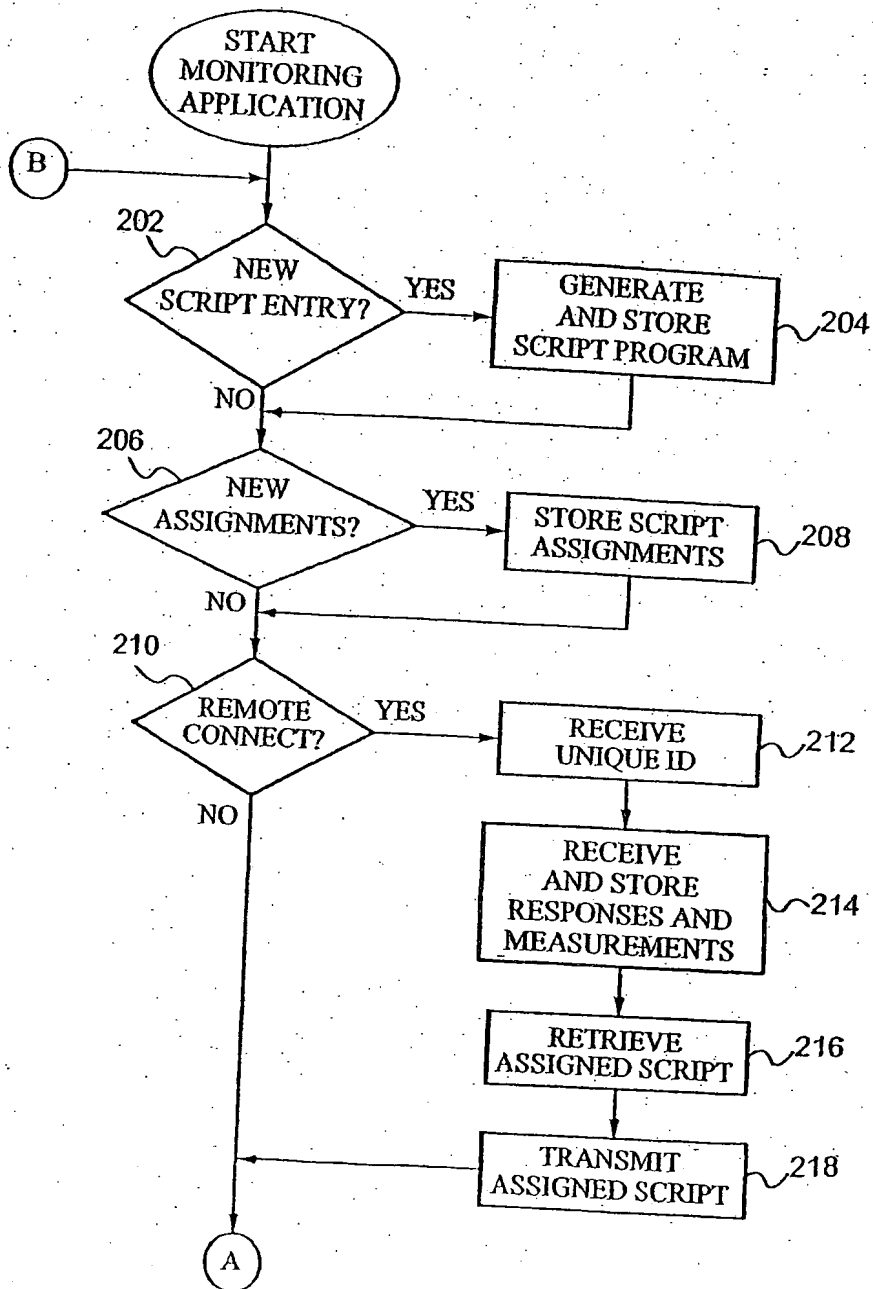 START
MONITORING
APPLICATION
B
202
NEW
SCRIPT ENTRY?
YES
GENERATE
AND STORE
SCRIPT PROGRAM
204
NO
206
NEW
ASSIGNMENTS?
YES
STORE SCRIPT
ASSIGNMENTS
208
NO
210
REMOTE
CONNECT?
YES
RECEIVE
UNIQUE ID
212
NO
RECEIVE
AND STORE
RESPONSES AND
MEASUREMENTS
214
RETRIEVE
ASSIGNED SCRIPT
216
TRANSMIT
ASSIGNED SCRIPT
218
A